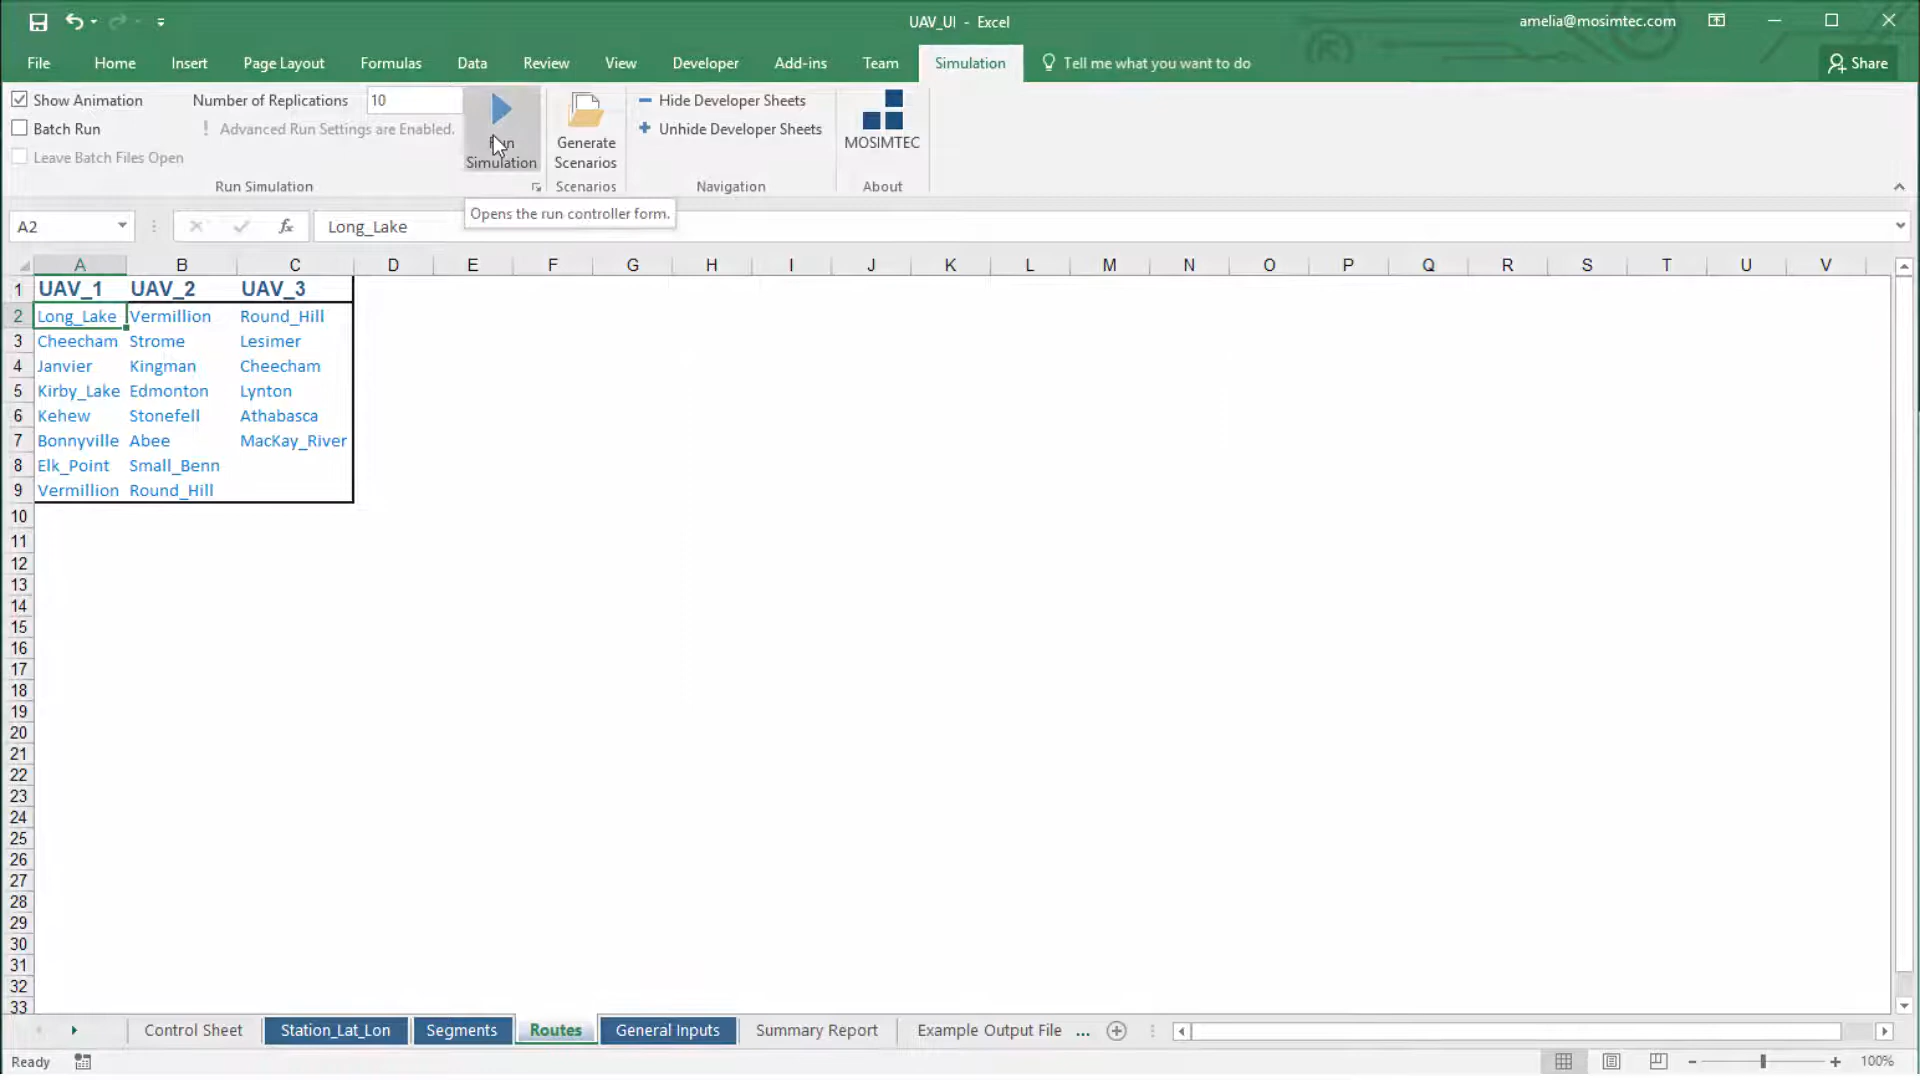 UAV_UI - Excel
amelia@mosimtec.com
File Home Insert Page Layout Formulas Data Review View Developer Add-ins Team Simulation Tell me what you want to do Share
Show Animation Number of Replications 10
Batch Run ! Advanced Run Settings are Enabled.
Leave Batch Files Open
Run Simulation
Simulation
Generate Scenarios
Scenarios
Hide Developer Sheets
Unhide Developer Sheets
Navigation
MOSIMTEC
About
Opens the run controller form.
A2 fx Long_Lake
A B C D E F G H I J K L M N O P Q R S T U V
1 UAV_1 UAV_2 UAV_3
2 Long_Lake Vermillion Round_Hill
3 Cheecham Strome Lesimer
4 Janvier Kingman Cheecham
5 Kirby_Lake Edmonton Lynton
6 Kehew Stonefell Athabasca
7 Bonnyville Abee MacKay_River
8 Elk_Point Small_Benn
9 Vermillion Round_Hill
10
11
12
13
14
15
16
17
18
19
20
21
22
23
24
25
26
27
28
29
30
31
32
33
Control Sheet Station_Lat_Lon Segments Routes General Inputs Summary Report Example Output File ...
Ready 100%